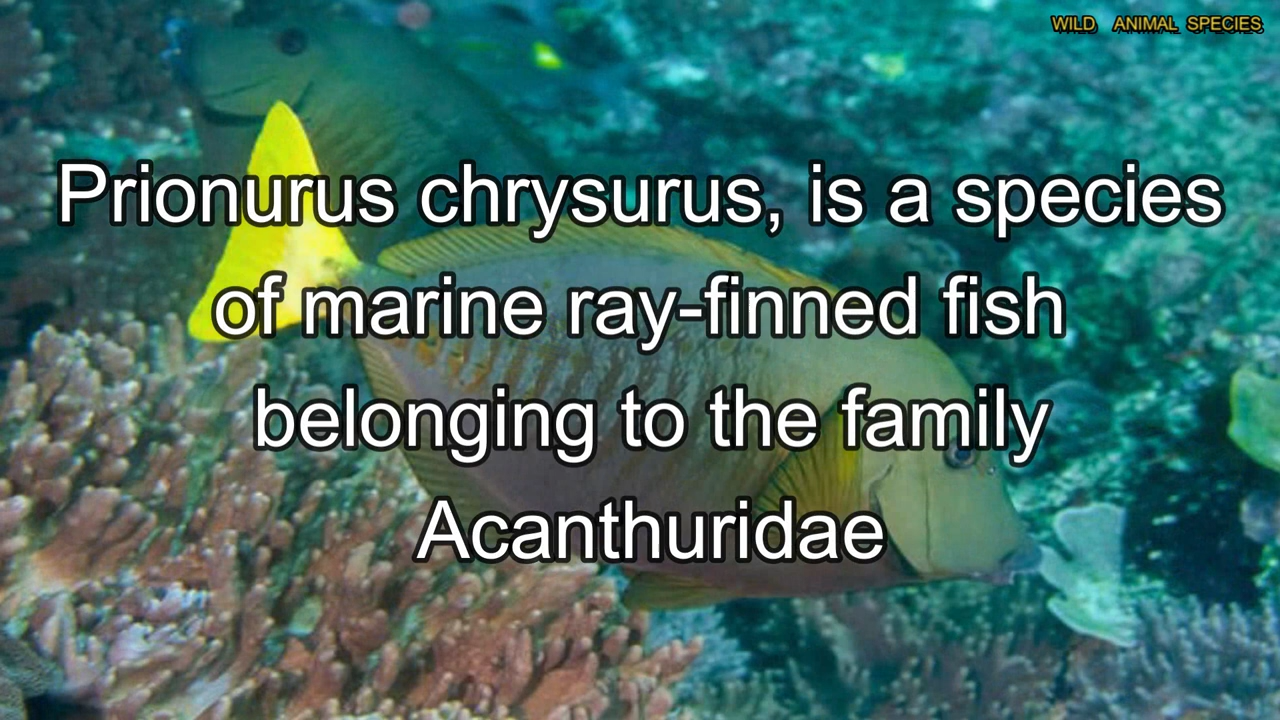 WILD ANIMAL SPECIES
Prionurus chrysurus, is a species
of marine ray-finned fish
belonging to the family
Acanthuridae